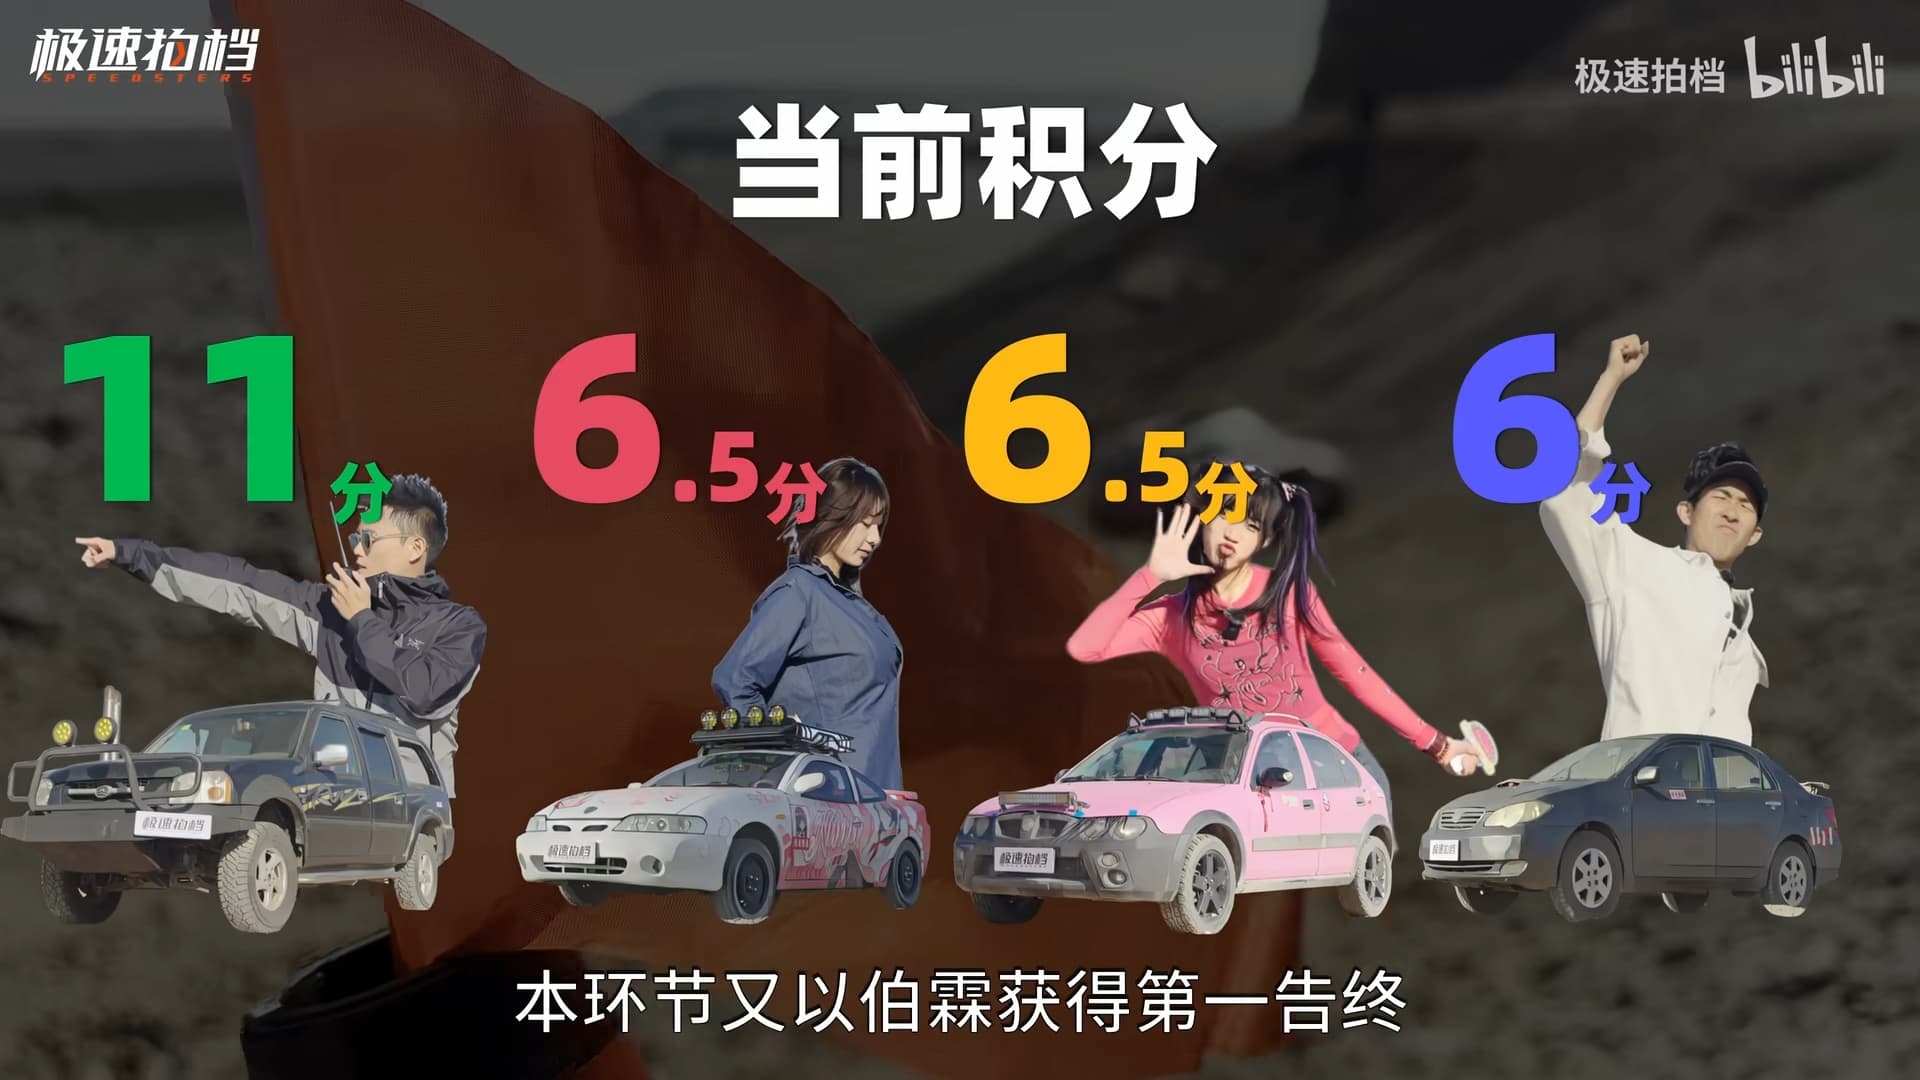 极速拍档
SPEEDSTERS
极速拍档 bilibili
当前积分
11分
6.5分
6.5分
6分
极速拍档
极速拍档
极速拍档
极速拍档
本环节又以伯霖获得第一告终